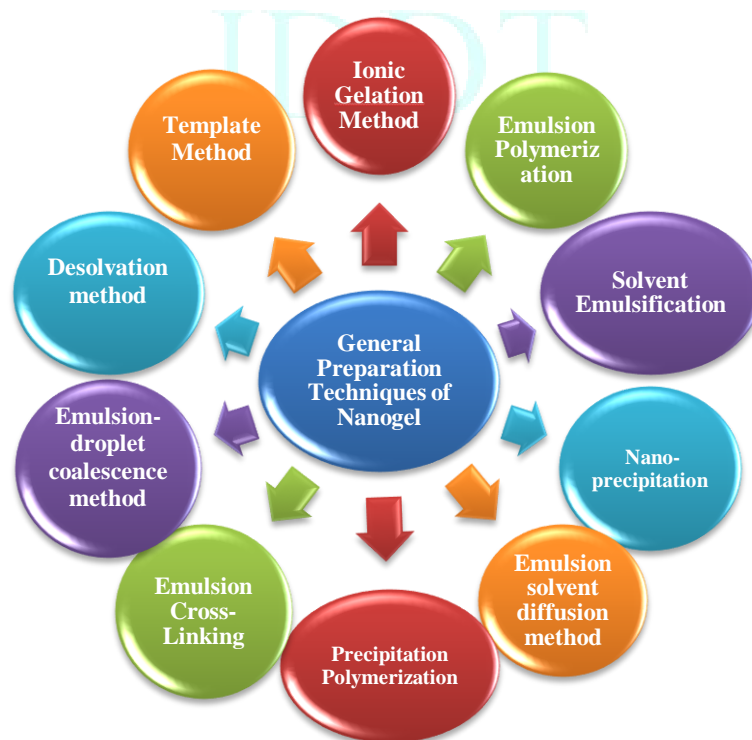 IDDT
General
Preparation
Techniques of
Nanogel
Ionic
Gelation
Method
Emulsion
Polymeriz
ation
Solvent
Emulsification
Nano-
precipitation
Emulsion
solvent
diffusion
method
Precipitation
Polymerization
Emulsion
Cross-
Linking
Emulsion-
droplet
coalescence
method
Desolvation
method
Template
Method